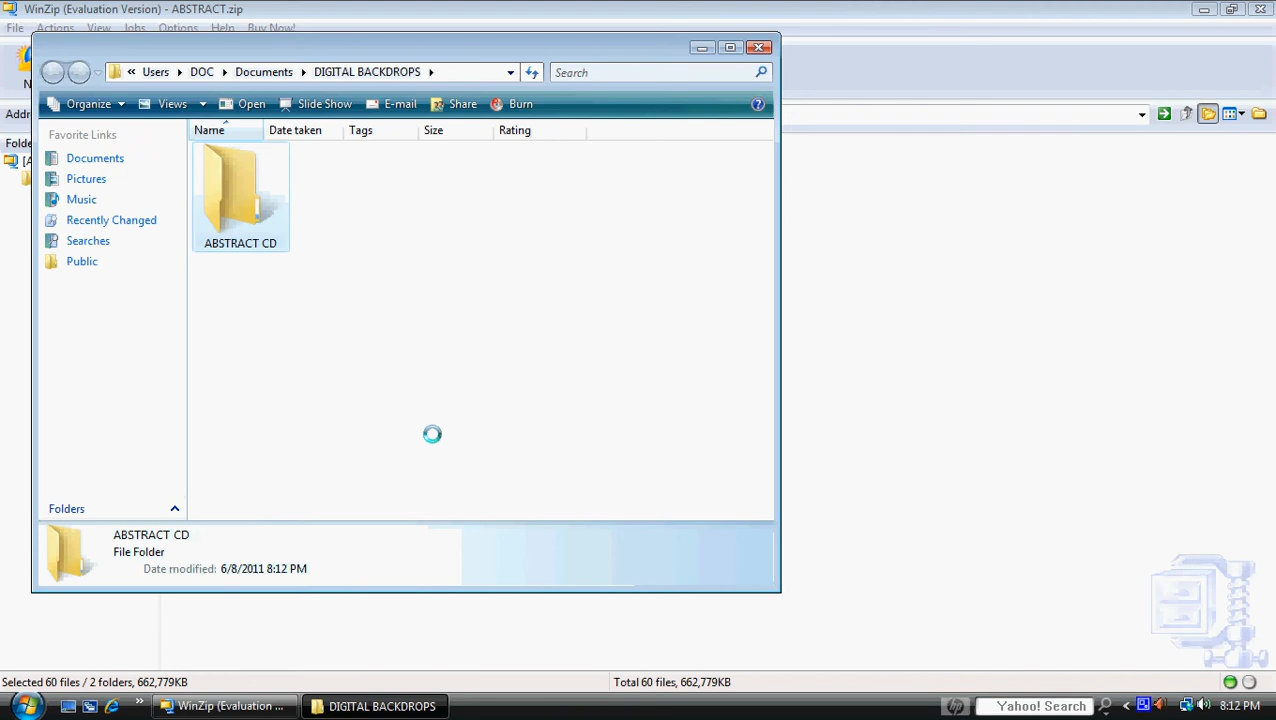 WinZip (Evaluation Version) - ABSTRACT.zip
File Actions View Jobs Options Help Buy Now!
Users DOC Documents DIGITAL BACKDROPS Search
Organize Views Open Slide Show E-mail Share Burn
Addr
Favorite Links Name Date taken Tags Size Rating
Folde
Documents
Pictures
Music
Recently Changed
Searches
Public
ABSTRACT CD
Folders
ABSTRACT CD
File Folder
Date modified: 6/8/2011 8:12 PM
Selected 60 files / 2 folders, 662,779KB Total 60 files, 662,779KB
WinZip (Evaluation ... DIGITAL BACKDROPS Yahoo! Search 8:12 PM